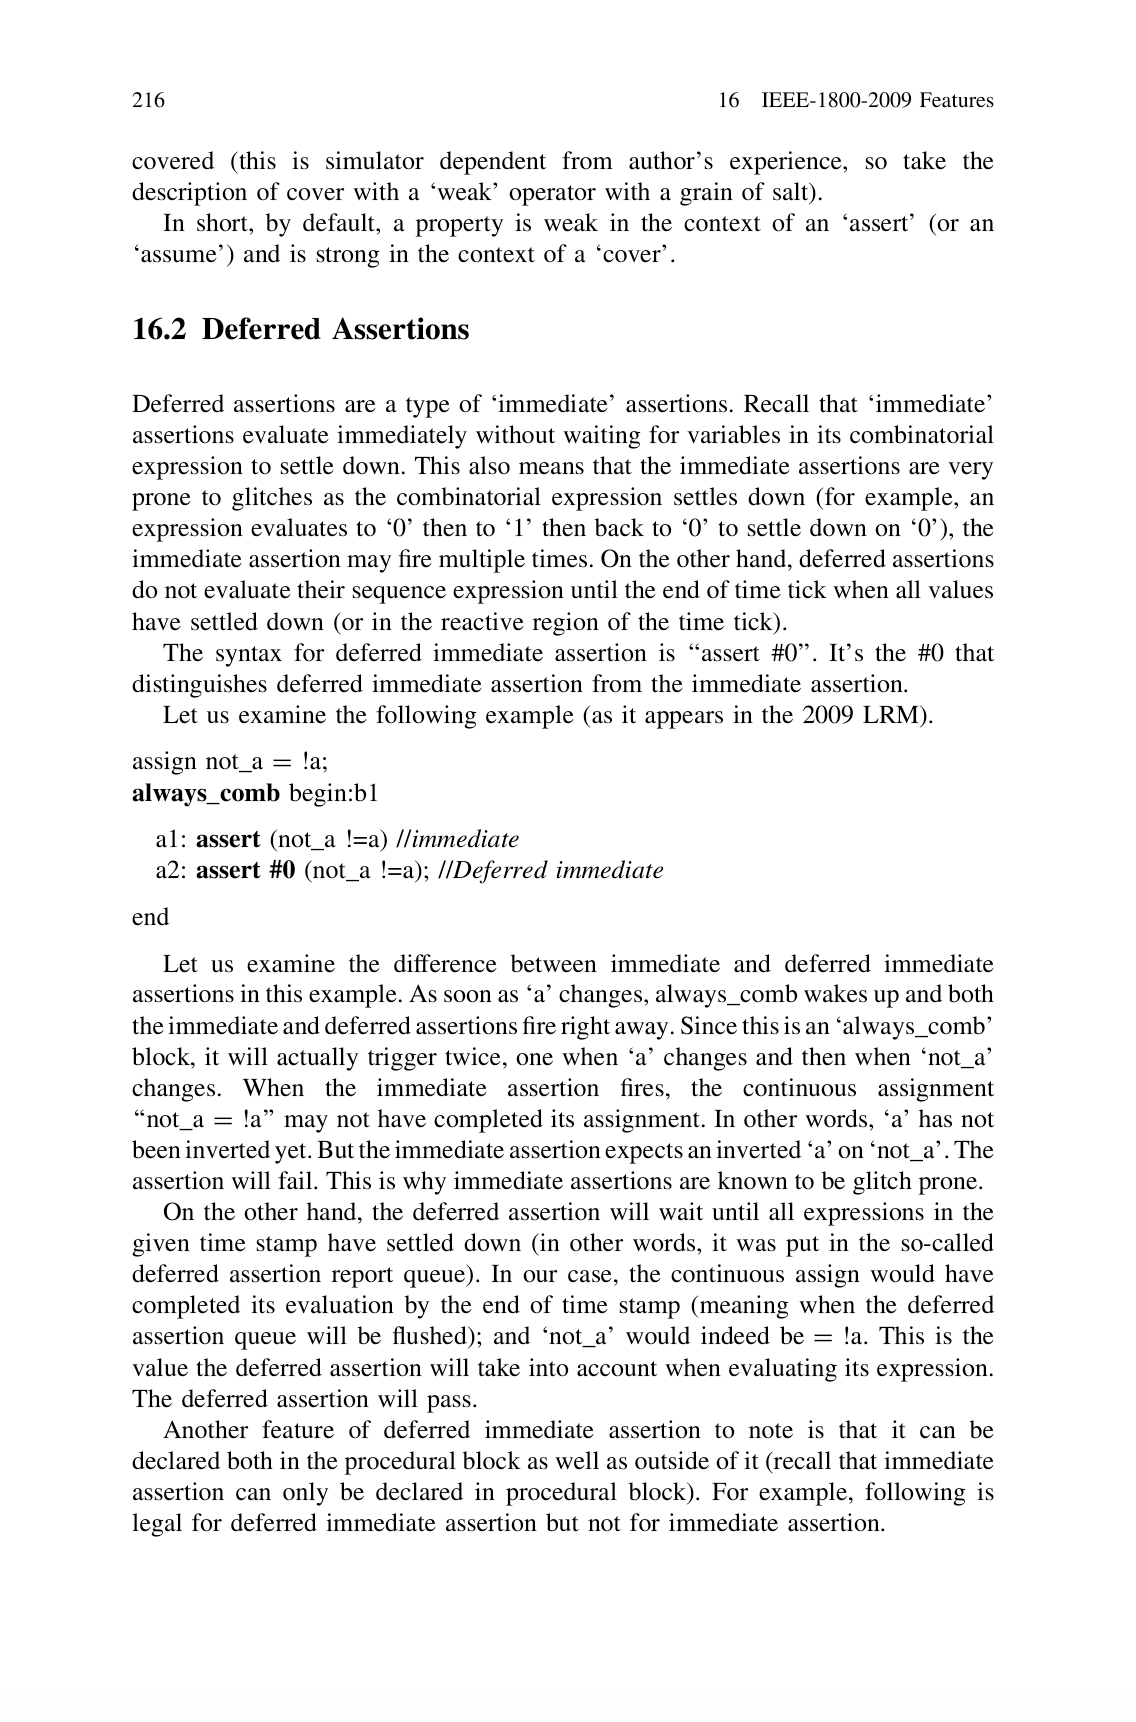 216 16 IEEE-1800-2009 Features
covered (this is simulator dependent from author’s experience, so take the
description of cover with a ‘weak’ operator with a grain of salt).
In short, by default, a property is weak in the context of an ‘assert’ (or an
‘assume’) and is strong in the context of a ‘cover’.
16.2 Deferred Assertions
Deferred assertions are a type of ‘immediate’ assertions. Recall that ‘immediate’
assertions evaluate immediately without waiting for variables in its combinatorial
expression to settle down. This also means that the immediate assertions are very
prone to glitches as the combinatorial expression settles down (for example, an
expression evaluates to ‘0’ then to ‘1’ then back to ‘0’ to settle down on ‘0’), the
immediate assertion may fire multiple times. On the other hand, deferred assertions
do not evaluate their sequence expression until the end of time tick when all values
have settled down (or in the reactive region of the time tick).
The syntax for deferred immediate assertion is “assert #0”. It’s the #0 that
distinguishes deferred immediate assertion from the immediate assertion.
Let us examine the following example (as it appears in the 2009 LRM).
assign not_a = !a;
always_comb begin:b1
a1: assert (not_a !=a) //immediate
a2: assert #0 (not_a !=a); //Deferred immediate
end
Let us examine the difference between immediate and deferred immediate
assertions in this example. As soon as ‘a’ changes, always_comb wakes up and both
the immediate and deferred assertions fire right away. Since this is an ‘always_comb’
block, it will actually trigger twice, one when ‘a’ changes and then when ‘not_a’
changes. When the immediate assertion fires, the continuous assignment
“not_a = !a” may not have completed its assignment. In other words, ‘a’ has not
been inverted yet. But the immediate assertion expects an inverted ‘a’ on ‘not_a’. The
assertion will fail. This is why immediate assertions are known to be glitch prone.
On the other hand, the deferred assertion will wait until all expressions in the
given time stamp have settled down (in other words, it was put in the so-called
deferred assertion report queue). In our case, the continuous assign would have
completed its evaluation by the end of time stamp (meaning when the deferred
assertion queue will be flushed); and ‘not_a’ would indeed be = !a. This is the
value the deferred assertion will take into account when evaluating its expression.
The deferred assertion will pass.
Another feature of deferred immediate assertion to note is that it can be
declared both in the procedural block as well as outside of it (recall that immediate
assertion can only be declared in procedural block). For example, following is
legal for deferred immediate assertion but not for immediate assertion.